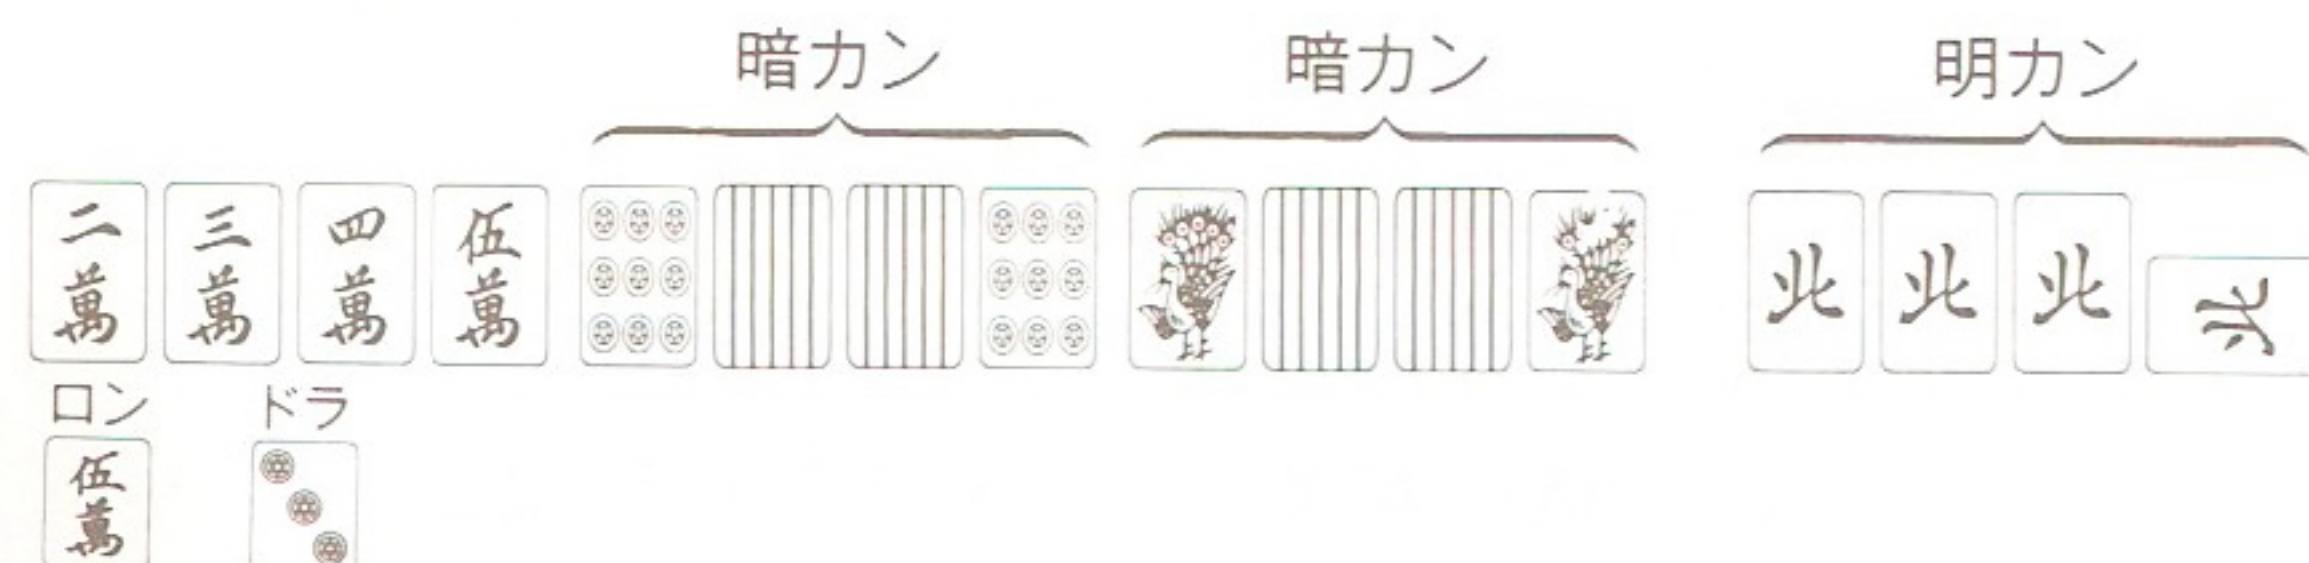 暗カン 暗カン 明カン
二萬 三萬 四萬 伍萬 北 北 北 北
ロン ドラ
伍萬